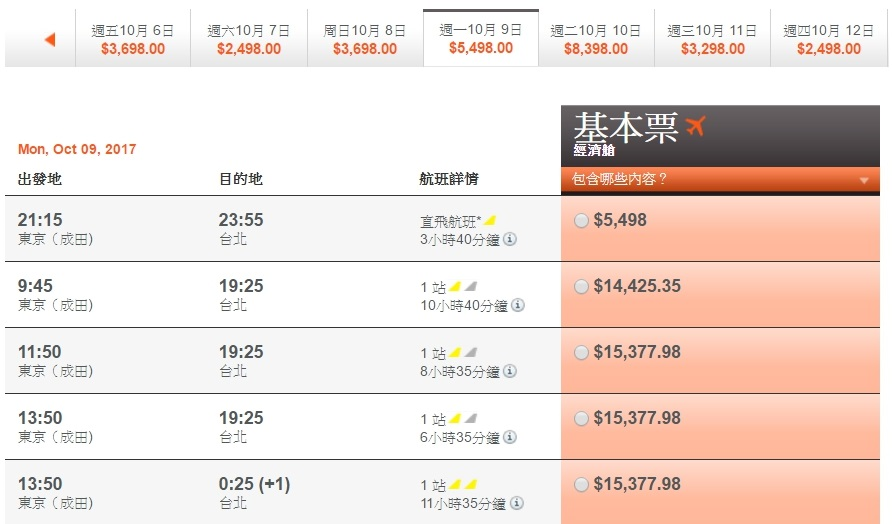 週五10月 6日
$3,698.00
週六10月 7日
$2,498.00
周日10月 8日
$3,698.00
週一10月 9日
$5,498.00
週二10月 10日
$8,398.00
週三10月 11日
$3,298.00
週四10月 12日
$2,498.00
基本票
經濟艙
Mon, Oct 09, 2017
出發地 目的地 航班詳情 包含哪些內容？
21:15 23:55 直飛航班* $5,498
東京（成田) 台北 3小時40分鐘
9:45 19:25 1 站 $14,425.35
東京（成田) 台北 10小時40分鐘
11:50 19:25 1 站 $15,377.98
東京（成田) 台北 8小時35分鐘
13:50 19:25 1 站 $15,377.98
東京（成田) 台北 6小時35分鐘
13:50 0:25 (+1) 1 站 $15,377.98
東京（成田) 台北 11小時35分鐘